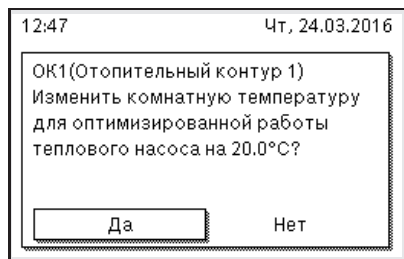 12:47 Чт, 24.03.2016
ОК1(Отопительный контур 1)
Изменить комнатную температуру
для оптимизированной работы
теплового насоса на 20.0°C?
Да Нет